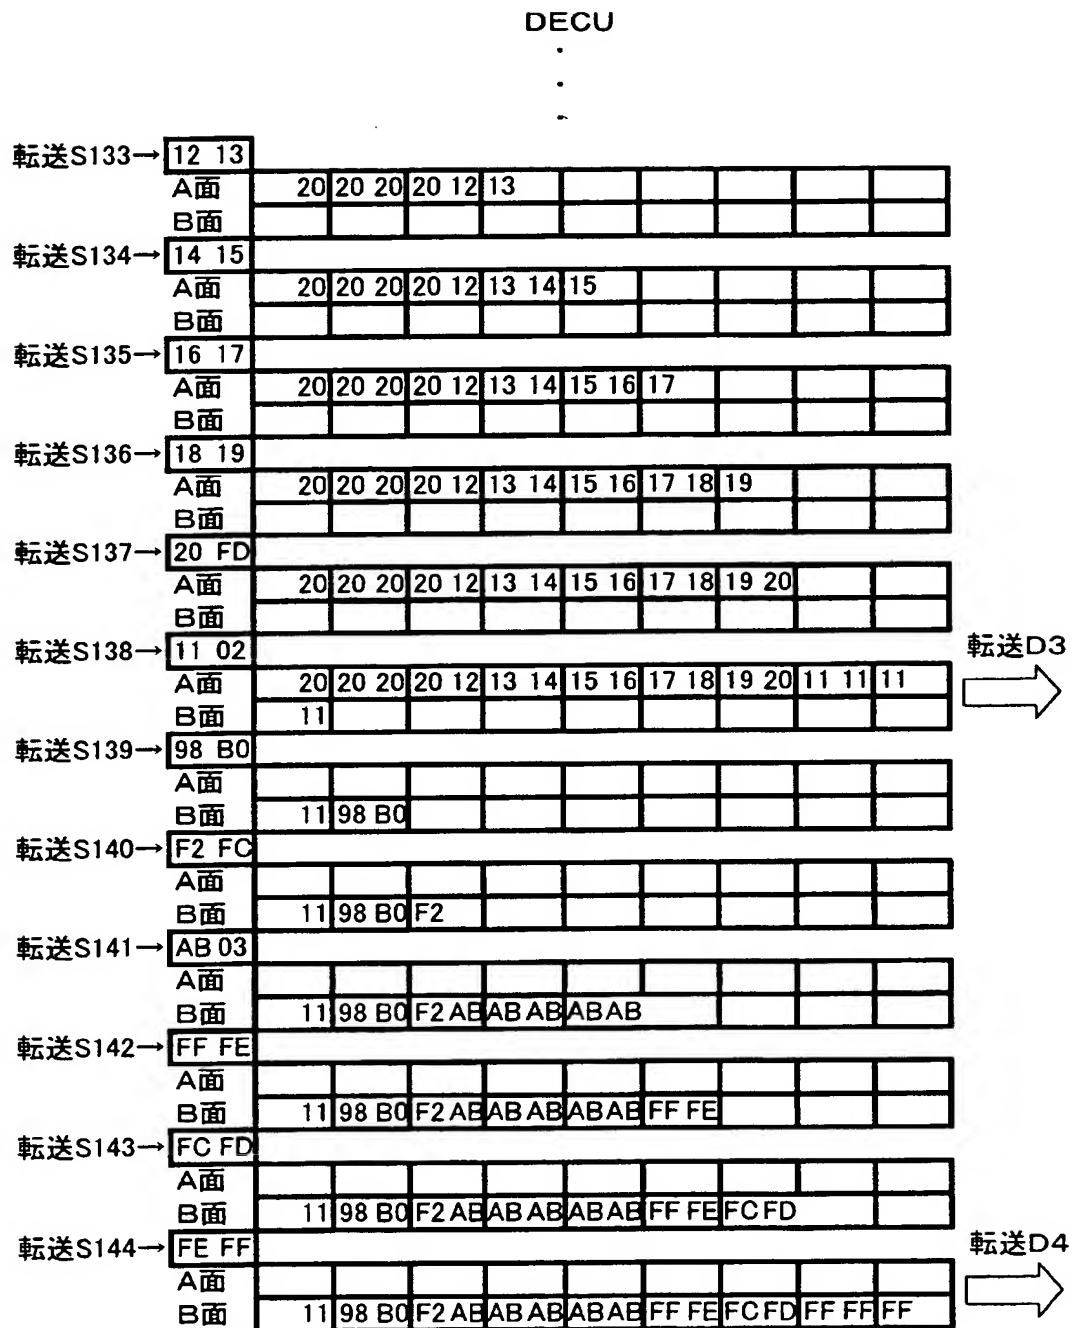 DECU
転送S133→ 12 13
A面 20 20 20 20 12 13
B面
転送S134→ 14 15
A面 20 20 20 20 12 13 14 15
B面
転送S135→ 16 17
A面 20 20 20 20 12 13 14 15 16 17
B面
転送S136→ 18 19
A面 20 20 20 20 12 13 14 15 16 17 18 19
B面
転送S137→ 20 FD
A面 20 20 20 20 12 13 14 15 16 17 18 19 20
B面
転送S138→ 11 02 転送D3
A面 20 20 20 20 12 13 14 15 16 17 18 19 20 11 11 11
B面 11
転送S139→ 98 B0
A面
B面 11 98 B0
転送S140→ F2 FC
A面
B面 11 98 B0 F2
転送S141→ AB 03
A面
B面 11 98 B0 F2 AB AB AB AB AB
転送S142→ FF FE
A面
B面 11 98 B0 F2 AB AB AB AB AB FF FE
転送S143→ FC FD
A面
B面 11 98 B0 F2 AB AB AB AB AB FF FE FC FD
転送S144→ FE FF 転送D4
A面
B面 11 98 B0 F2 AB AB AB AB AB FF FE FC FD FF FF FF